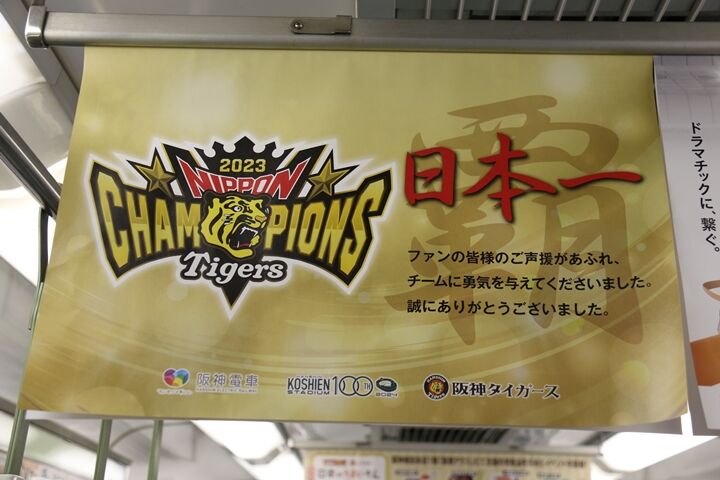 2023
NIPPON
CHAMPIONS
Tigers
覇
日本一
ファンの皆様のご声援があふれ、
チームに勇気を与えてくださいました。
誠にありがとうございました。
阪神電車
HANSHIN ELECTRIC RAILWAY
KOSHIEN 100TH
STADIUM 2024
阪神タイガース
ドラマチックに、繋ぐ。